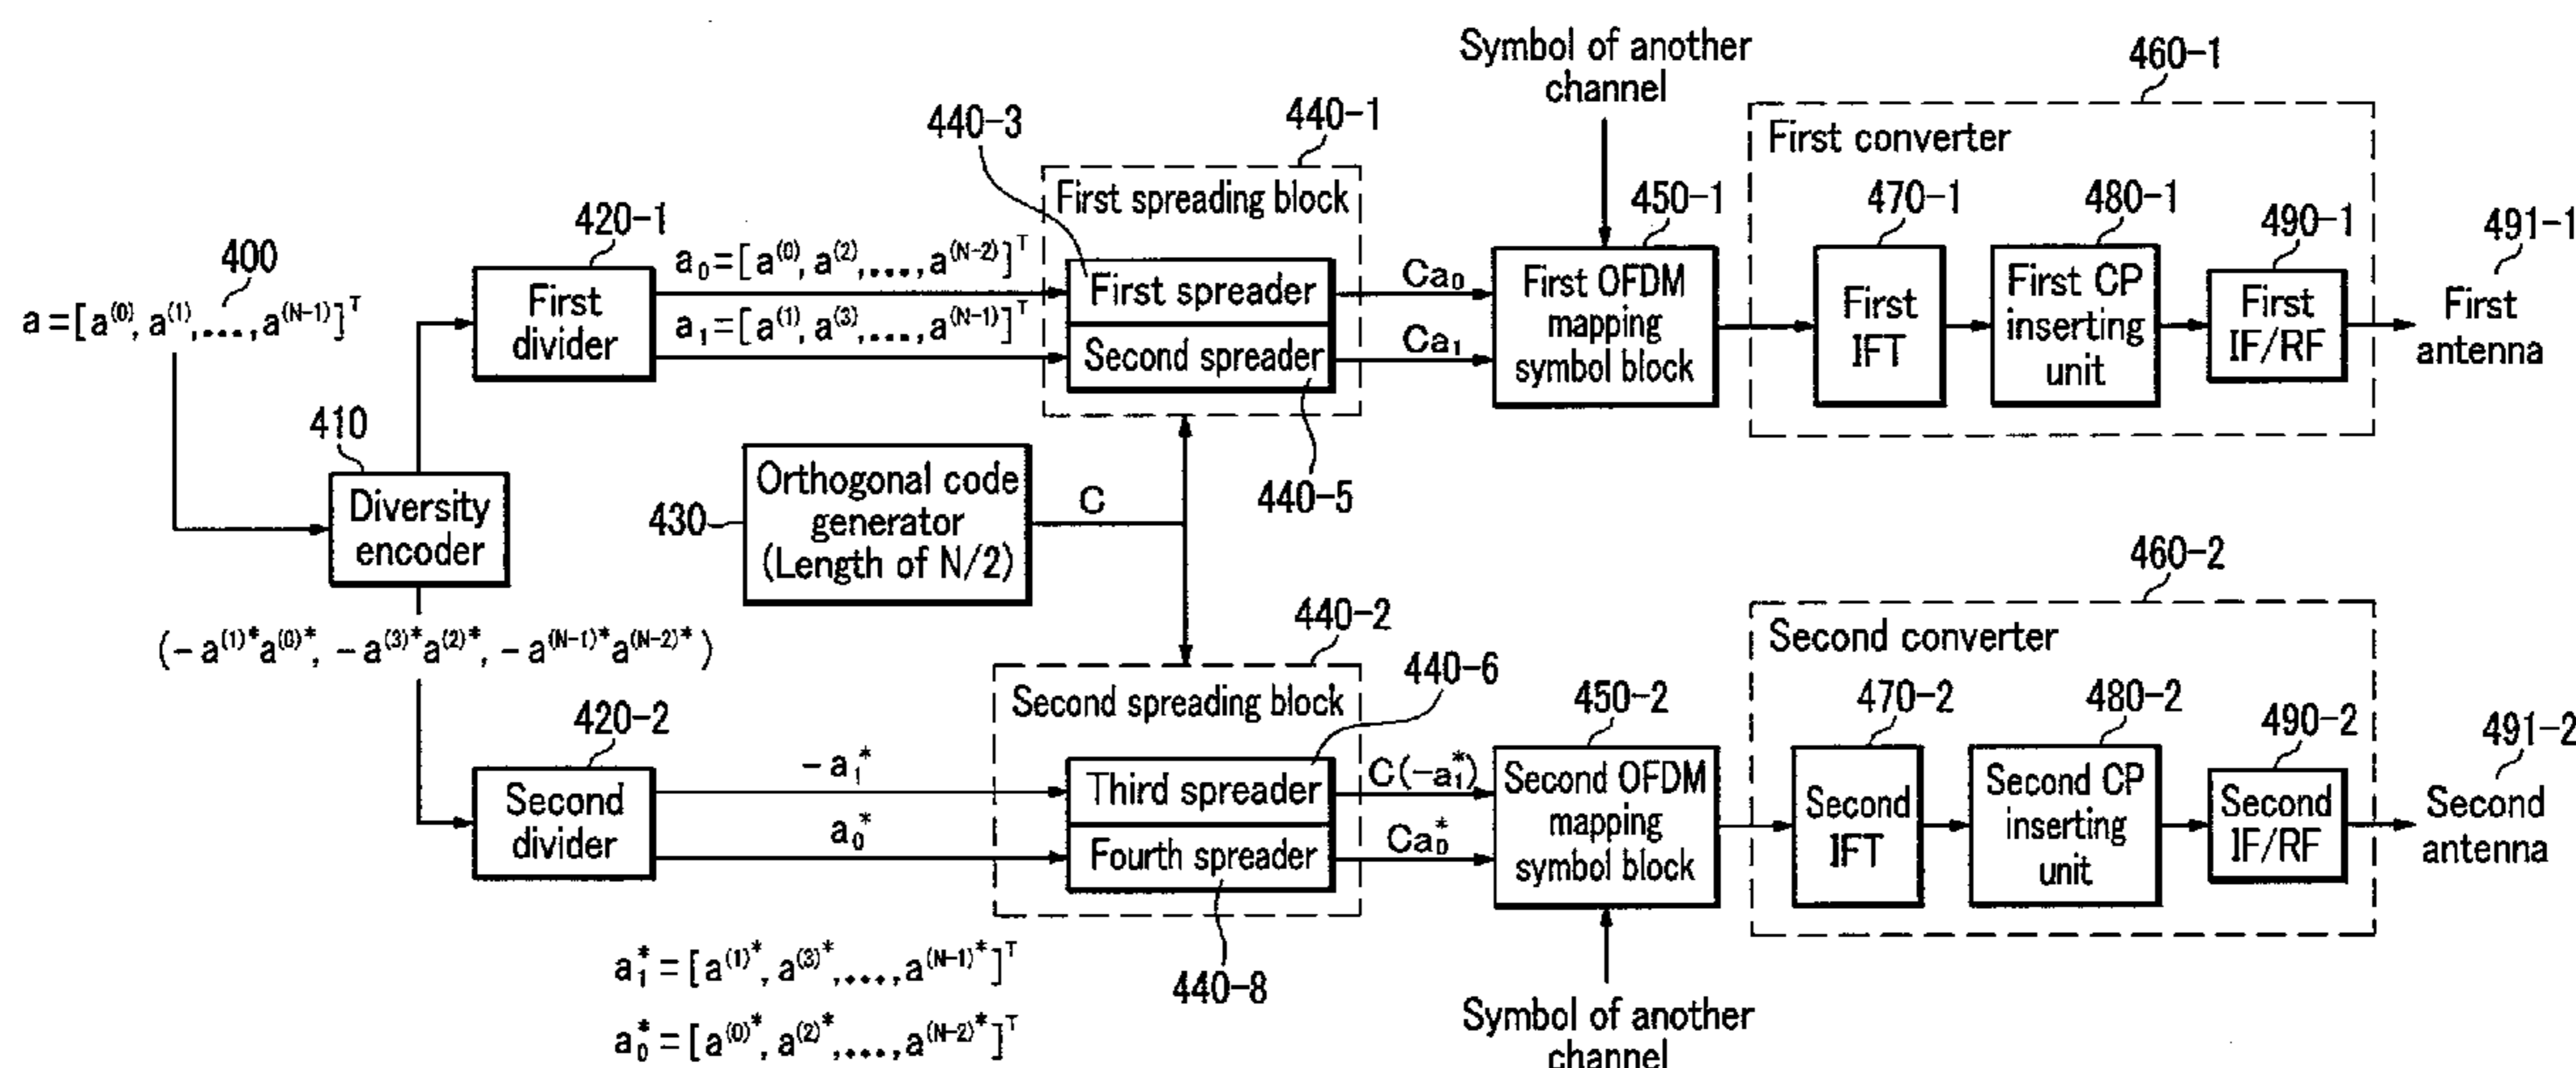 Symbol of another
channel
460-1
440-3
440-1
First converter
First spreading block
450-1
470-1
480-1
490-1
491-1
400
420-1
a=[a^(0), a^(1),..., a^(N-1)]^T
First
divider
a_0=[a^(0), a^(2),..., a^(N-2)]^T
a_1=[a^(1), a^(3),..., a^(N-1)]^T
First spreader
Second spreader
Ca_0
Ca_1
First OFDM
mapping
symbol block
First
IFT
First CP
inserting
unit
First
IF/RF
First
antenna
410
Diversity
encoder
430
Orthogonal code
generator
(Length of N/2)
C
440-5
460-2
(-a^(1)*a^(0)*, -a^(3)*a^(2)*, -a^(N-1)*a^(N-2)*)
440-2
440-6
Second converter
Second spreading block
450-2
470-2
480-2
490-2
491-2
420-2
Second
divider
-a_1^*
a_0^*
Third spreader
Fourth spreader
C(-a_1^*)
Ca_0^*
Second OFDM
mapping
symbol block
Second
IFT
Second CP
inserting
unit
Second
IF/RF
Second
antenna
440-8
a_1^*=[a^(1)*, a^(3)*,..., a^(N-1)*]^T
a_0^*=[a^(0)*, a^(2)*,..., a^(N-2)*]^T
Symbol of another
channel